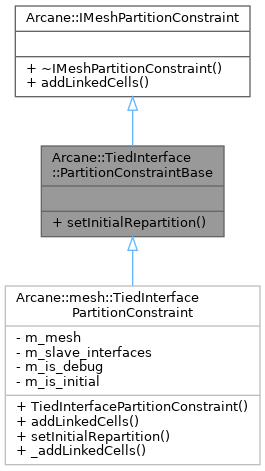 Arcane::IMeshPartitionConstraint
+ ~IMeshPartitionConstraint()
+ addLinkedCells()
Arcane::TiedInterface
::PartitionConstraintBase
+ setInitialRepartition()
Arcane::mesh::TiedInterface
PartitionConstraint
- m_mesh
- m_slave_interfaces
- m_is_debug
- m_is_initial
+ TiedInterfacePartitionConstraint()
+ addLinkedCells()
+ setInitialRepartition()
+ _addLinkedCells()